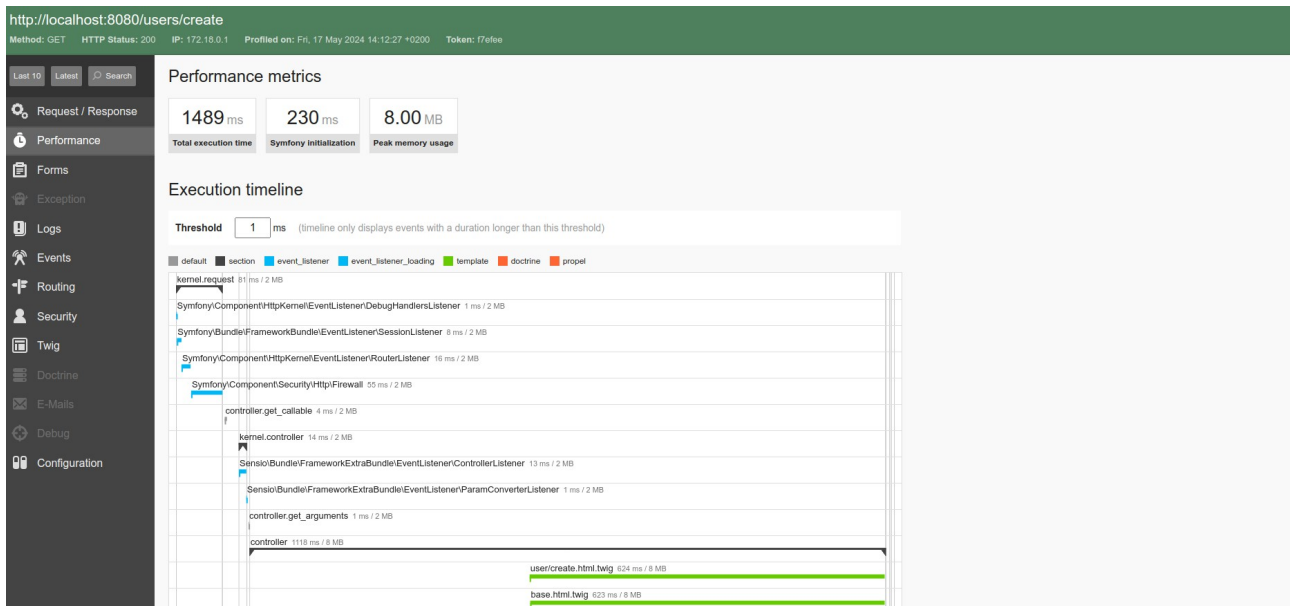 http://localhost:8080/users/create
Method: GET HTTP Status: 200 IP: 172.18.0.1 Profiled on: Fri, 17 May 2024 14:12:27 +0200 Token: f7efee
Last 10 Latest Search
Request / Response
Performance
Forms
Exception
Logs
Events
Routing
Security
Twig
Doctrine
E-Mails
Debug
Configuration
Performance metrics
1489 ms 230 ms 8.00 MB
Total execution time Symfony initialization Peak memory usage
Execution timeline
Threshold 1 ms (timeline only displays events with a duration longer than this threshold)
default section event_listener event_listener_loading template doctrine propel
kernel.request 81 ms / 2 MB
Symfony\Component\HttpKernel\EventListener\DebugHandlersListener 1 ms / 2 MB
Symfony\Bundle\FrameworkBundle\EventListener\SessionListener 8 ms / 2 MB
Symfony\Component\HttpKernel\EventListener\RouterListener 16 ms / 2 MB
Symfony\Component\Security\Http\Firewall 55 ms / 2 MB
controller.get_callable 4 ms / 2 MB
kernel.controller 14 ms / 2 MB
Sensio\Bundle\FrameworkExtraBundle\EventListener\ControllerListener 13 ms / 2 MB
Sensio\Bundle\FrameworkExtraBundle\EventListener\ParamConverterListener 1 ms / 2 MB
controller.get_arguments 1 ms / 2 MB
controller 1118 ms / 8 MB
user/create.html.twig 624 ms / 8 MB
base.html.twig 623 ms / 8 MB